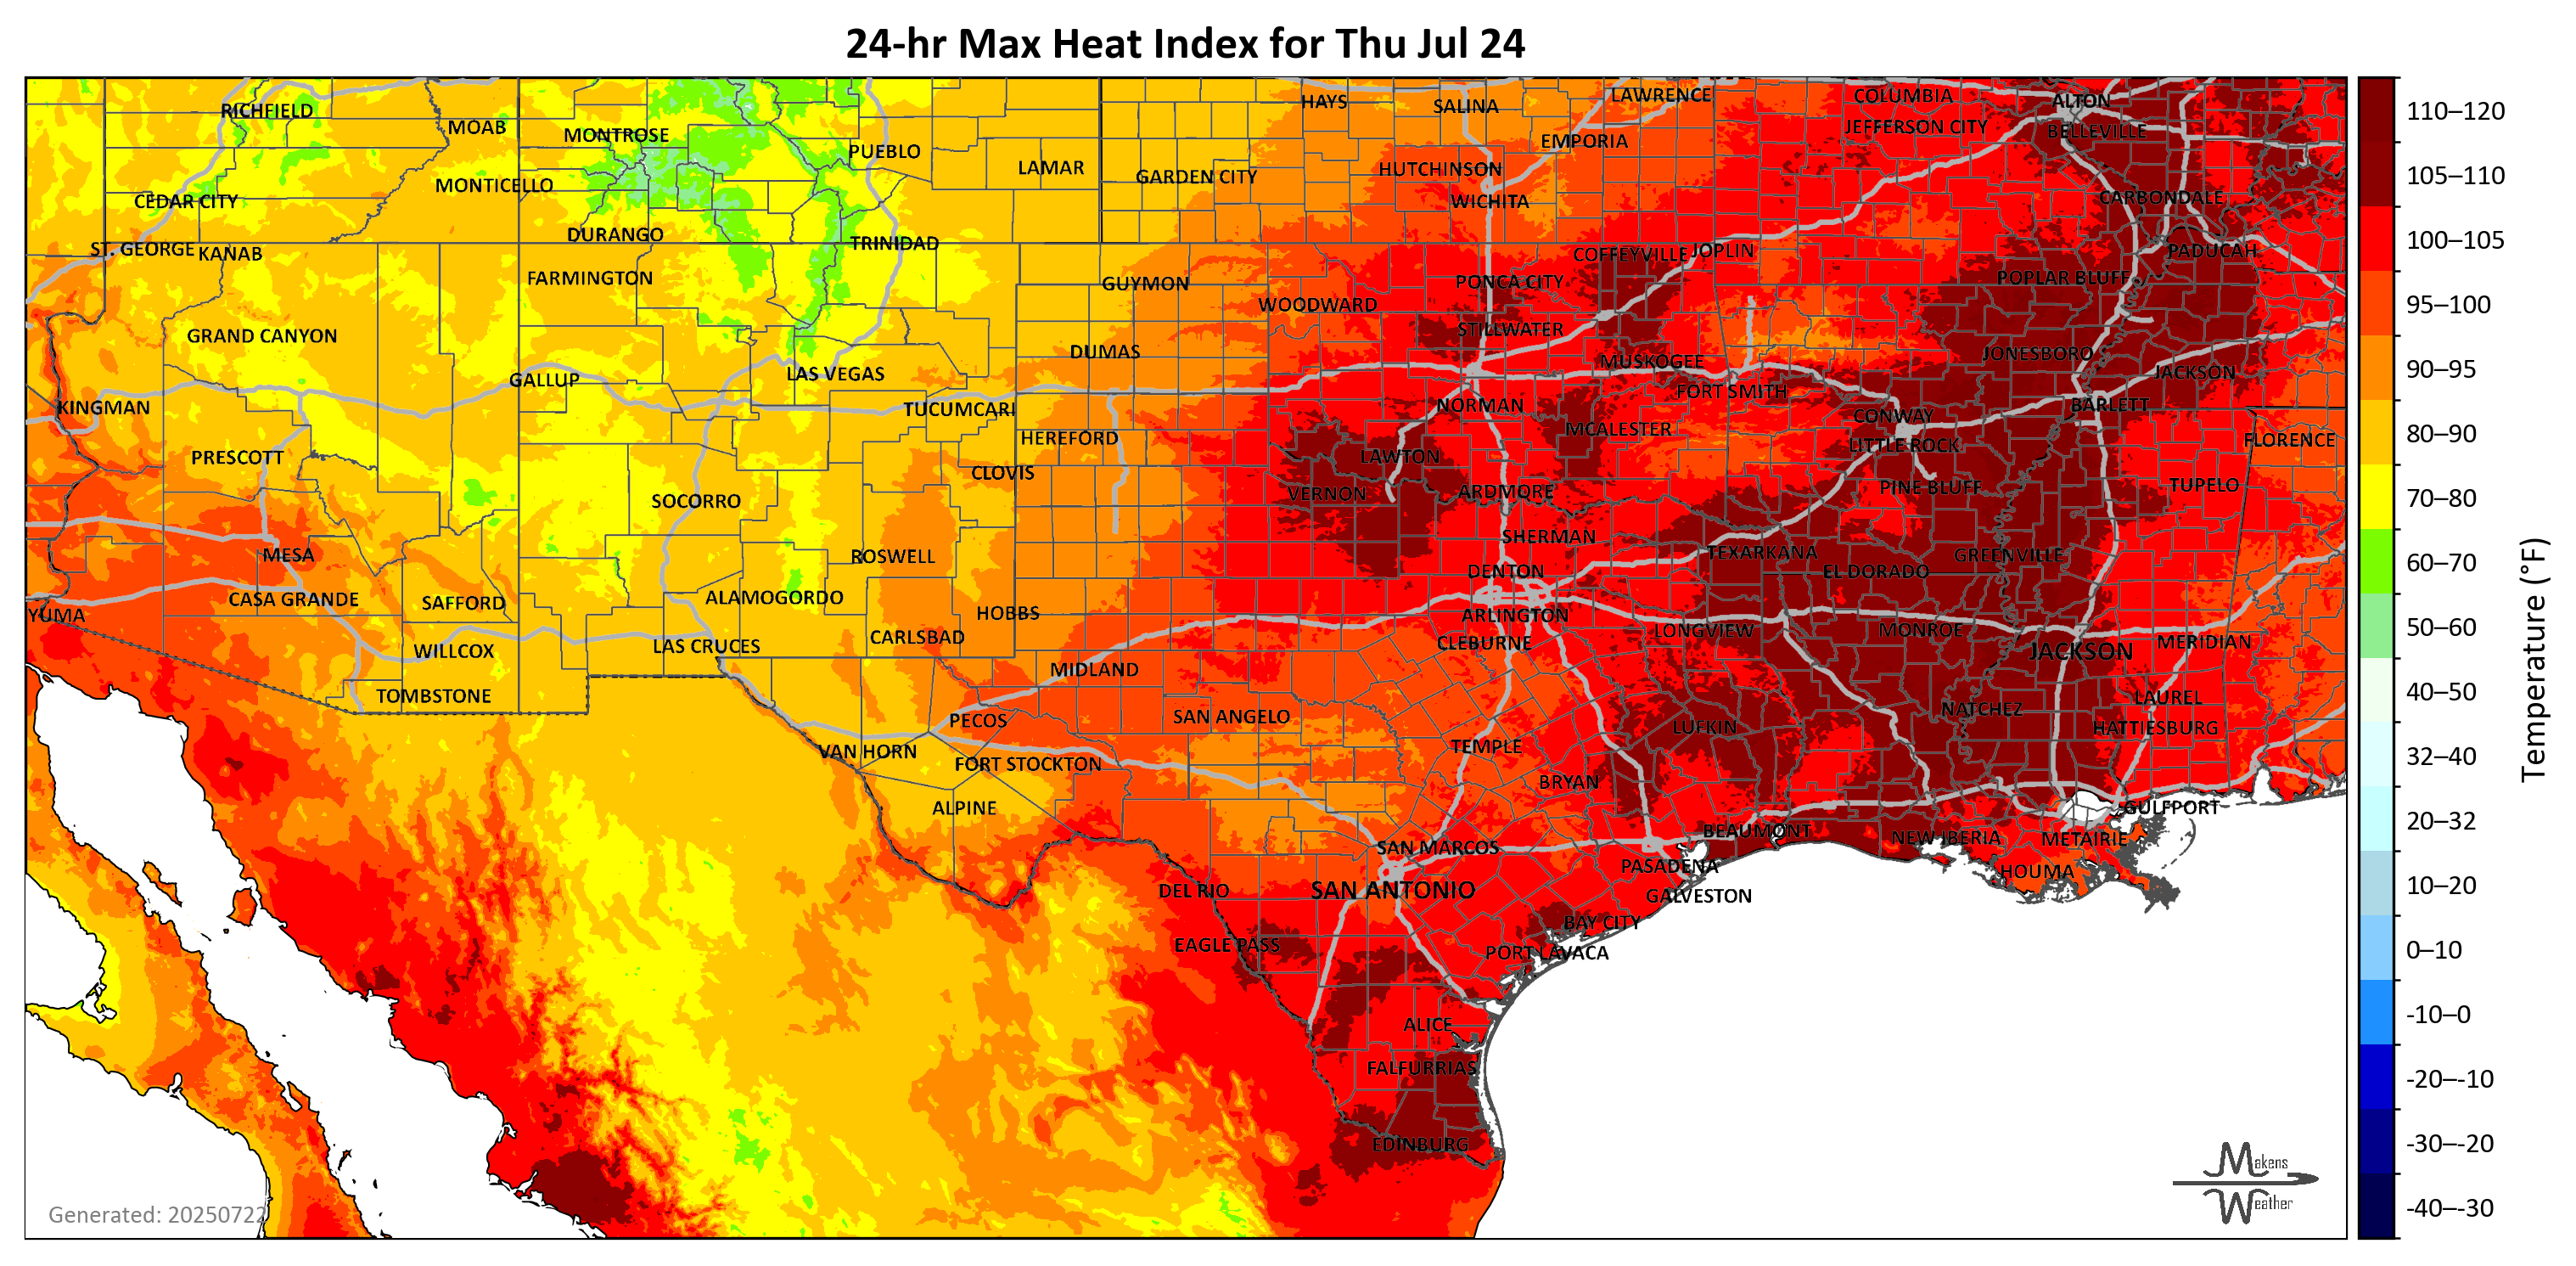 24-hr Max Heat Index for Thu Jul 24
RICHFIELD
MOAB
MONTROSE
PUEBLO
LAMAR
HAYS
SALINA
LAWRENCE
COLUMBIA
ALTON
EMPORIA
JEFFERSON CITY
BELLEVILLE
MONTICELLO
GARDEN CITY
HUTCHINSON
CEDAR CITY
WICHITA
CARBONDALE
ST. GEORGE
KANAB
DURANGO
TRINIDAD
COFFEYVILLE
JOPLIN
PADUCAH
FARMINGTON
GUYMON
PONCA CITY
POPLAR BLUFF
WOODWARD
GRAND CANYON
STILLWATER
DUMAS
MUSKOGEE
JONESBORO
GALLUP
LAS VEGAS
JACKSON
FORT SMITH
KINGMAN
TUCUMCARI
NORMAN
CONWAY
BARLETT
HEREFORD
MCALESTER
LITTLE ROCK
FLORENCE
PRESCOTT
CLOVIS
LAWTON
SOCORRO
VERNON
ARDMORE
PINE BLUFF
TUPELO
MESA
ROSWELL
SHERMAN
TEXARKANA
GREENVILLE
CASA GRANDE
SAFFORD
ALAMOGORDO
DENTON
EL DORADO
YUMA
HOBBS
ARLINGTON
WILLCOX
LAS CRUCES
CARLSBAD
CLEBURNE
LONGVIEW
MONROE
JACKSON
MERIDIAN
TOMBSTONE
MIDLAND
LAUREL
PECOS
SAN ANGELO
LUFKIN
NATCHEZ
HATTIESBURG
VAN HORN
FORT STOCKTON
TEMPLE
BRYAN
ALPINE
GULFPORT
SAN MARCOS
BEAUMONT
NEW IBERIA
METAIRIE
DEL RIO
SAN ANTONIO
PASADENA
HOUMA
GALVESTON
EAGLE PASS
BAY CITY
PORT LAVACA
ALICE
FALFURRIAS
EDINBURG
110–120
105–110
100–105
95–100
90–95
80–90
70–80
60–70
50–60
40–50
32–40
20–32
10–20
0–10
-10–0
-20–-10
-30–-20
-40–-30
Temperature (°F)
Generated: 20250722
Makens
Weather